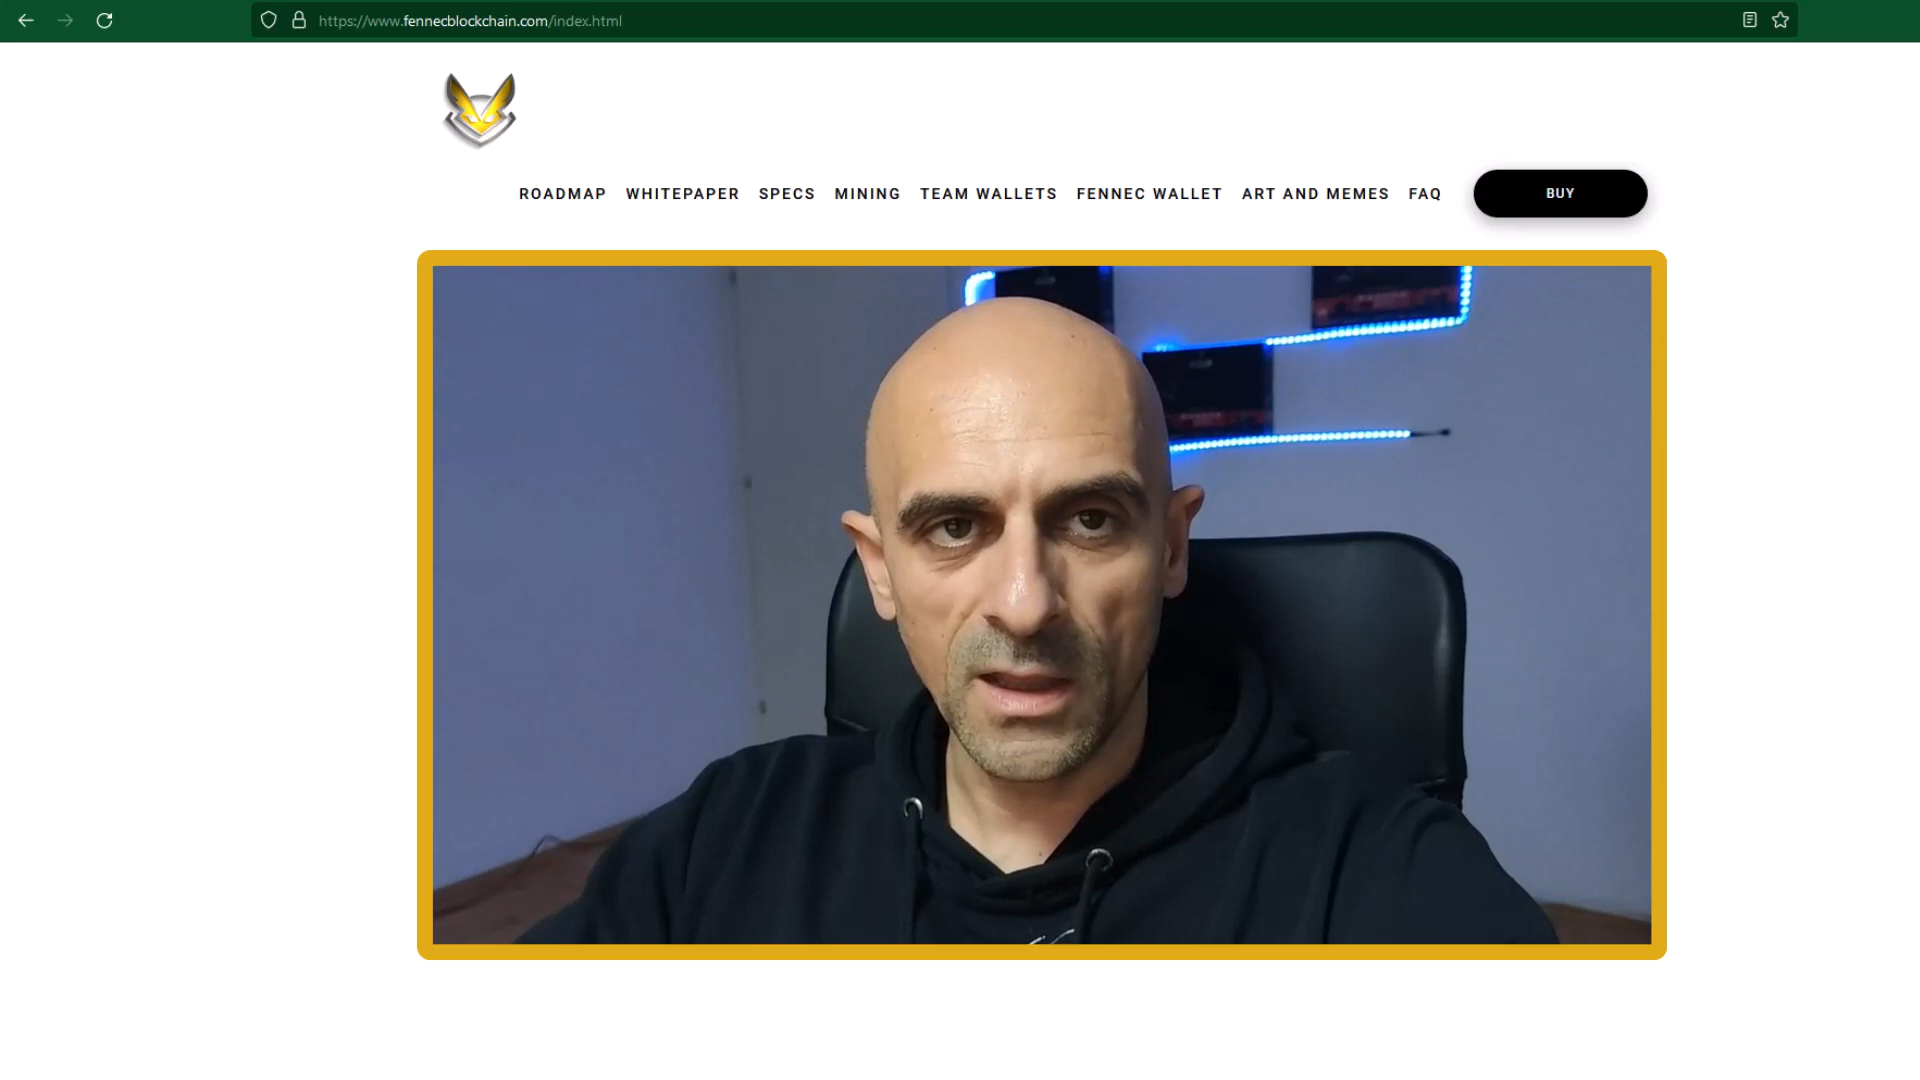 https://www.fennecblockchain.com/index.html
ROADMAP WHITEPAPER SPECS MINING TEAM WALLETS FENNEC WALLET ART AND MEMES FAQ BUY